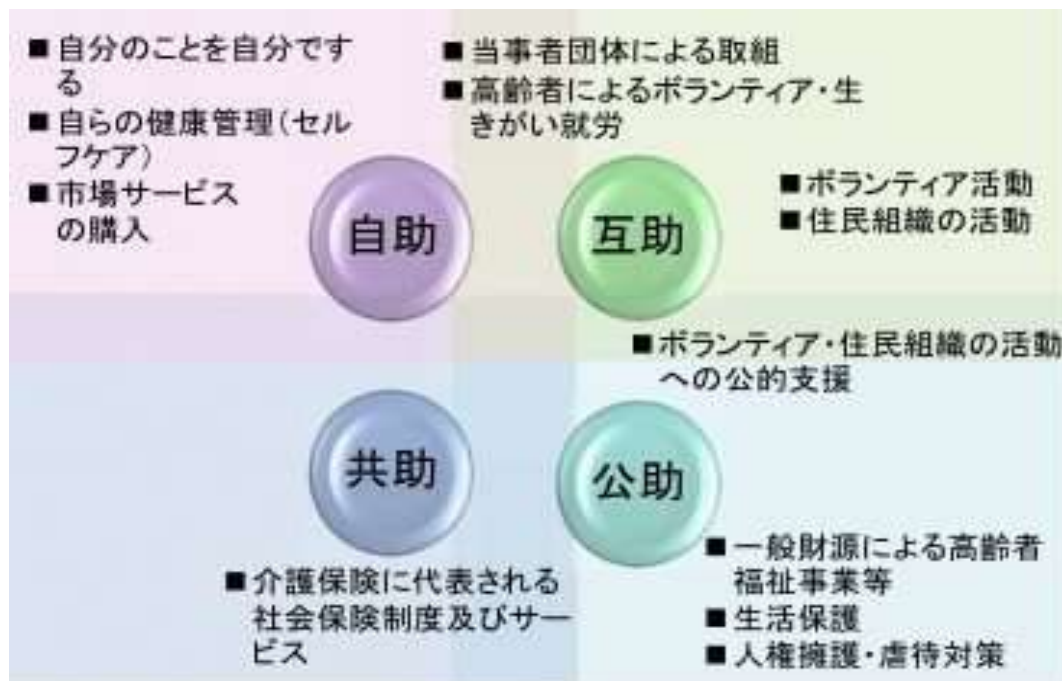 ■自分のことを自分です
る
■自らの健康管理(セル
フケア)
■市場サービス
の購入
自助
■当事者団体による取組
■高齢者によるボランティア・生
きがい就労
互助
■ボランティア活動
■住民組織の活動
■ボランティア・住民組織の活動
への公的支援
共助
■介護保険に代表される
社会保険制度及びサー
ビス
公助
■一般財源による高齢者
福祉事業等
■生活保護
■人権擁護・虐待対策